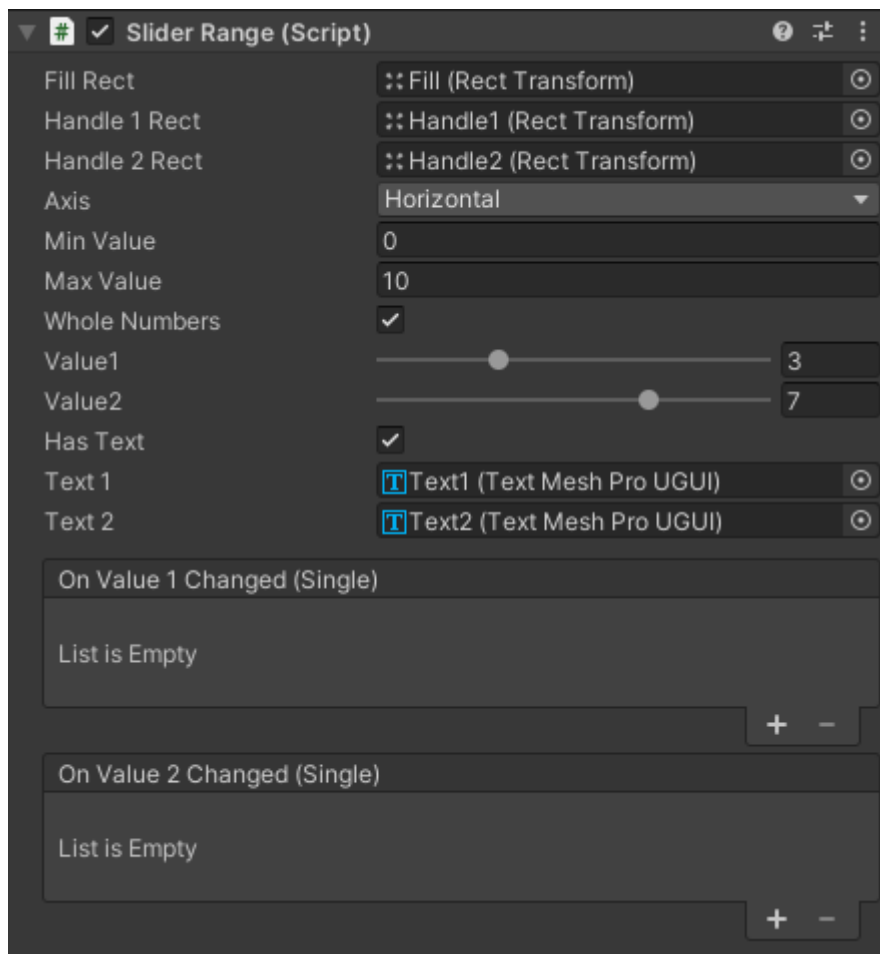 Slider Range (Script)
Fill Rect Fill (Rect Transform)
Handle 1 Rect Handle1 (Rect Transform)
Handle 2 Rect Handle2 (Rect Transform)
Axis Horizontal
Min Value 0
Max Value 10
Whole Numbers
Value1 3
Value2 7
Has Text
Text 1 Text1 (Text Mesh Pro UGUI)
Text 2 Text2 (Text Mesh Pro UGUI)
On Value 1 Changed (Single)
List is Empty
On Value 2 Changed (Single)
List is Empty